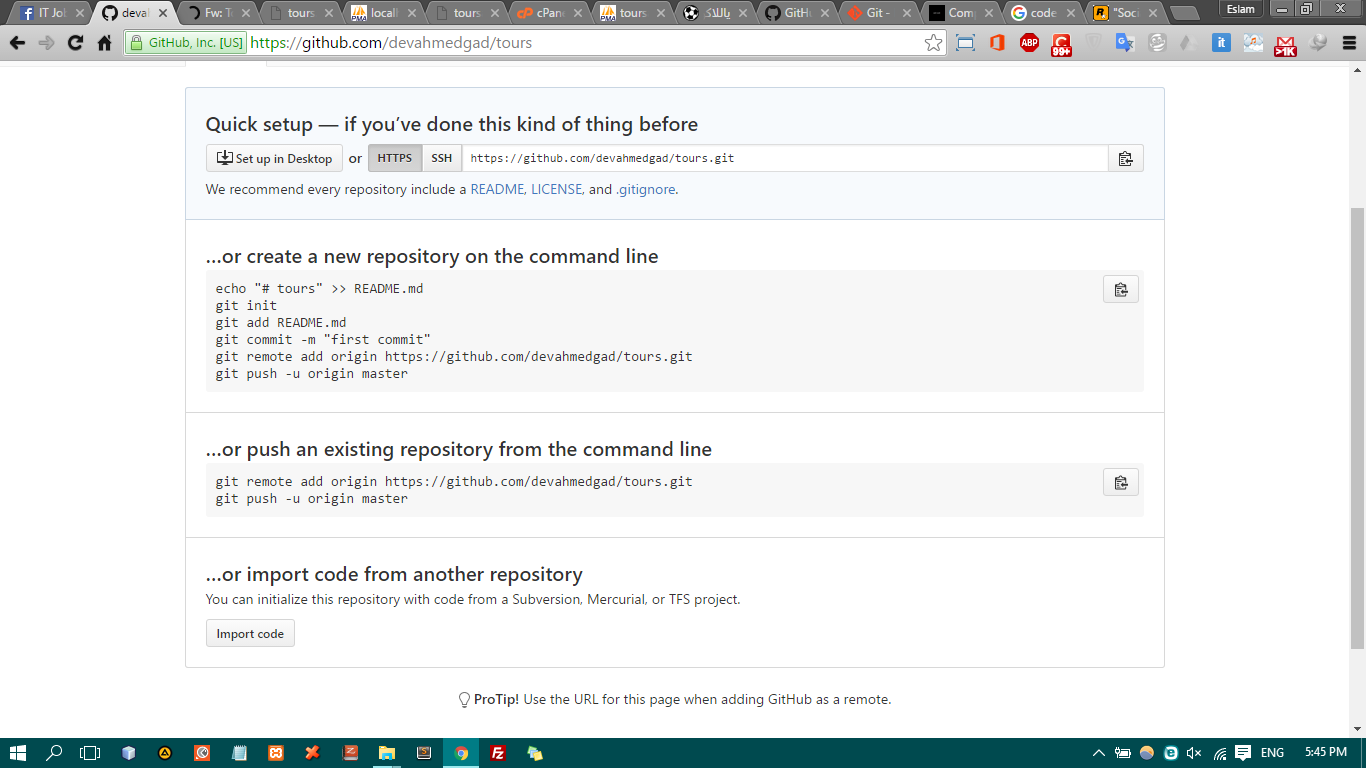 IT Job
devah
Fw: T
tours
locall
tours
cPan
tours
يالاك
GitHu
Git -
Comp
code
"Soci
Eslam
GitHub, Inc. [US] https://github.com/devahmedgad/tours
ABP
99+
it
>1K
Quick setup — if you’ve done this kind of thing before
Set up in Desktop or HTTPS SSH https://github.com/devahmedgad/tours.git
We recommend every repository include a README, LICENSE, and .gitignore.
…or create a new repository on the command line
echo "# tours" >> README.md
git init
git add README.md
git commit -m "first commit"
git remote add origin https://github.com/devahmedgad/tours.git
git push -u origin master
…or push an existing repository from the command line
git remote add origin https://github.com/devahmedgad/tours.git
git push -u origin master
…or import code from another repository
You can initialize this repository with code from a Subversion, Mercurial, or TFS project.
Import code
ProTip! Use the URL for this page when adding GitHub as a remote.
ENG 5:45 PM